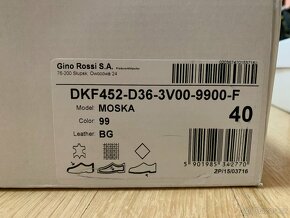 Gino Rossi S.A.
76-200 Słupsk, Owocowa 24
DKF452-D36-3V00-9900-F
Model: MOSKA
40
Color: 99
Leather: BG
5 901985 342770
ZP/15/03716